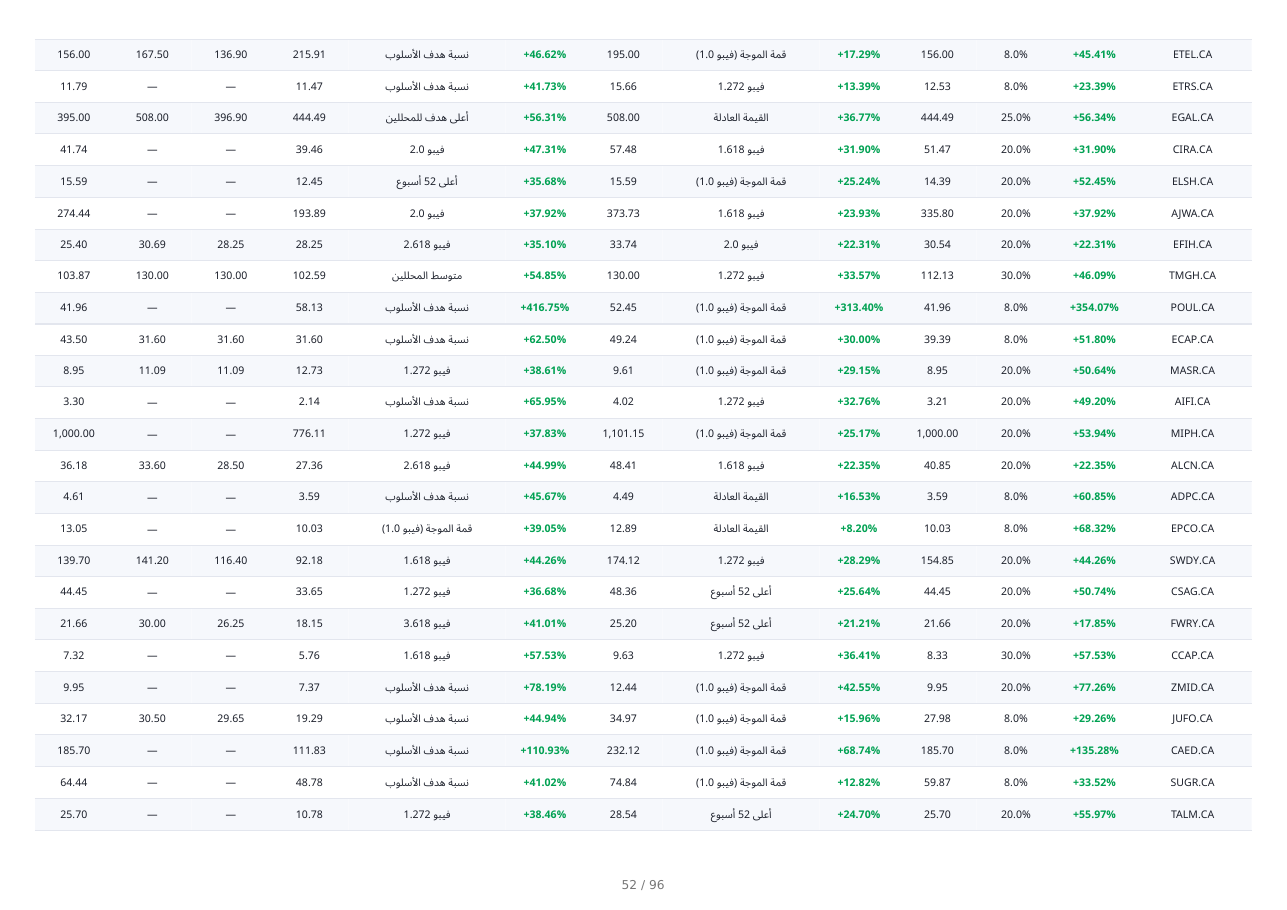 ETEL.CA +45.41% 8.0% 156.00 +17.29% قمة الموجة (فيبو 1.0) 195.00 +46.62% نسبة هدف الأسلوب 215.91 136.90 167.50 156.00
ETRS.CA +23.39% 8.0% 12.53 +13.39% فيبو 1.272 15.66 +41.73% نسبة هدف الأسلوب 11.47 — — 11.79
EGAL.CA +56.34% 25.0% 444.49 +36.77% القيمة العادلة 508.00 +56.31% أعلى هدف للمحللين 444.49 396.90 508.00 395.00
CIRA.CA +31.90% 20.0% 51.47 +31.90% فيبو 1.618 57.48 +47.31% فيبو 2.0 39.46 — — 41.74
ELSH.CA +52.45% 20.0% 14.39 +25.24% قمة الموجة (فيبو 1.0) 15.59 +35.68% أعلى 52 أسبوع 12.45 — — 15.59
AJWA.CA +37.92% 20.0% 335.80 +23.93% فيبو 1.618 373.73 +37.92% فيبو 2.0 193.89 — — 274.44
EFIH.CA +22.31% 20.0% 30.54 +22.31% فيبو 2.0 33.74 +35.10% فيبو 2.618 28.25 28.25 30.69 25.40
TMGH.CA +46.09% 30.0% 112.13 +33.57% فيبو 1.272 130.00 +54.85% متوسط المحللين 102.59 130.00 130.00 103.87
POUL.CA +354.07% 8.0% 41.96 +313.40% قمة الموجة (فيبو 1.0) 52.45 +416.75% نسبة هدف الأسلوب 58.13 — — 41.96
ECAP.CA +51.80% 8.0% 39.39 +30.00% قمة الموجة (فيبو 1.0) 49.24 +62.50% نسبة هدف الأسلوب 31.60 31.60 31.60 43.50
MASR.CA +50.64% 20.0% 8.95 +29.15% قمة الموجة (فيبو 1.0) 9.61 +38.61% فيبو 1.272 12.73 11.09 11.09 8.95
AIFI.CA +49.20% 20.0% 3.21 +32.76% فيبو 1.272 4.02 +65.95% نسبة هدف الأسلوب 2.14 — — 3.30
MIPH.CA +53.94% 20.0% 1,000.00 +25.17% قمة الموجة (فيبو 1.0) 1,101.15 +37.83% فيبو 1.272 776.11 — — 1,000.00
ALCN.CA +22.35% 20.0% 40.85 +22.35% فيبو 1.618 48.41 +44.99% فيبو 2.618 27.36 28.50 33.60 36.18
ADPC.CA +60.85% 8.0% 3.59 +16.53% القيمة العادلة 4.49 +45.67% نسبة هدف الأسلوب 3.59 — — 4.61
EPCO.CA +68.32% 8.0% 10.03 +8.20% القيمة العادلة 12.89 +39.05% قمة الموجة (فيبو 1.0) 10.03 — — 13.05
SWDY.CA +44.26% 20.0% 154.85 +28.29% فيبو 1.272 174.12 +44.26% فيبو 1.618 92.18 116.40 141.20 139.70
CSAG.CA +50.74% 20.0% 44.45 +25.64% أعلى 52 أسبوع 48.36 +36.68% فيبو 1.272 33.65 — — 44.45
FWRY.CA +17.85% 20.0% 21.66 +21.21% أعلى 52 أسبوع 25.20 +41.01% فيبو 3.618 18.15 26.25 30.00 21.66
CCAP.CA +57.53% 30.0% 8.33 +36.41% فيبو 1.272 9.63 +57.53% فيبو 1.618 5.76 — — 7.32
ZMID.CA +77.26% 20.0% 9.95 +42.55% قمة الموجة (فيبو 1.0) 12.44 +78.19% نسبة هدف الأسلوب 7.37 — — 9.95
JUFO.CA +29.26% 8.0% 27.98 +15.96% قمة الموجة (فيبو 1.0) 34.97 +44.94% نسبة هدف الأسلوب 19.29 29.65 30.50 32.17
CAED.CA +135.28% 8.0% 185.70 +68.74% قمة الموجة (فيبو 1.0) 232.12 +110.93% نسبة هدف الأسلوب 111.83 — — 185.70
SUGR.CA +33.52% 8.0% 59.87 +12.82% قمة الموجة (فيبو 1.0) 74.84 +41.02% نسبة هدف الأسلوب 48.78 — — 64.44
TALM.CA +55.97% 20.0% 25.70 +24.70% أعلى 52 أسبوع 28.54 +38.46% فيبو 1.272 10.78 — — 25.70
52 / 96